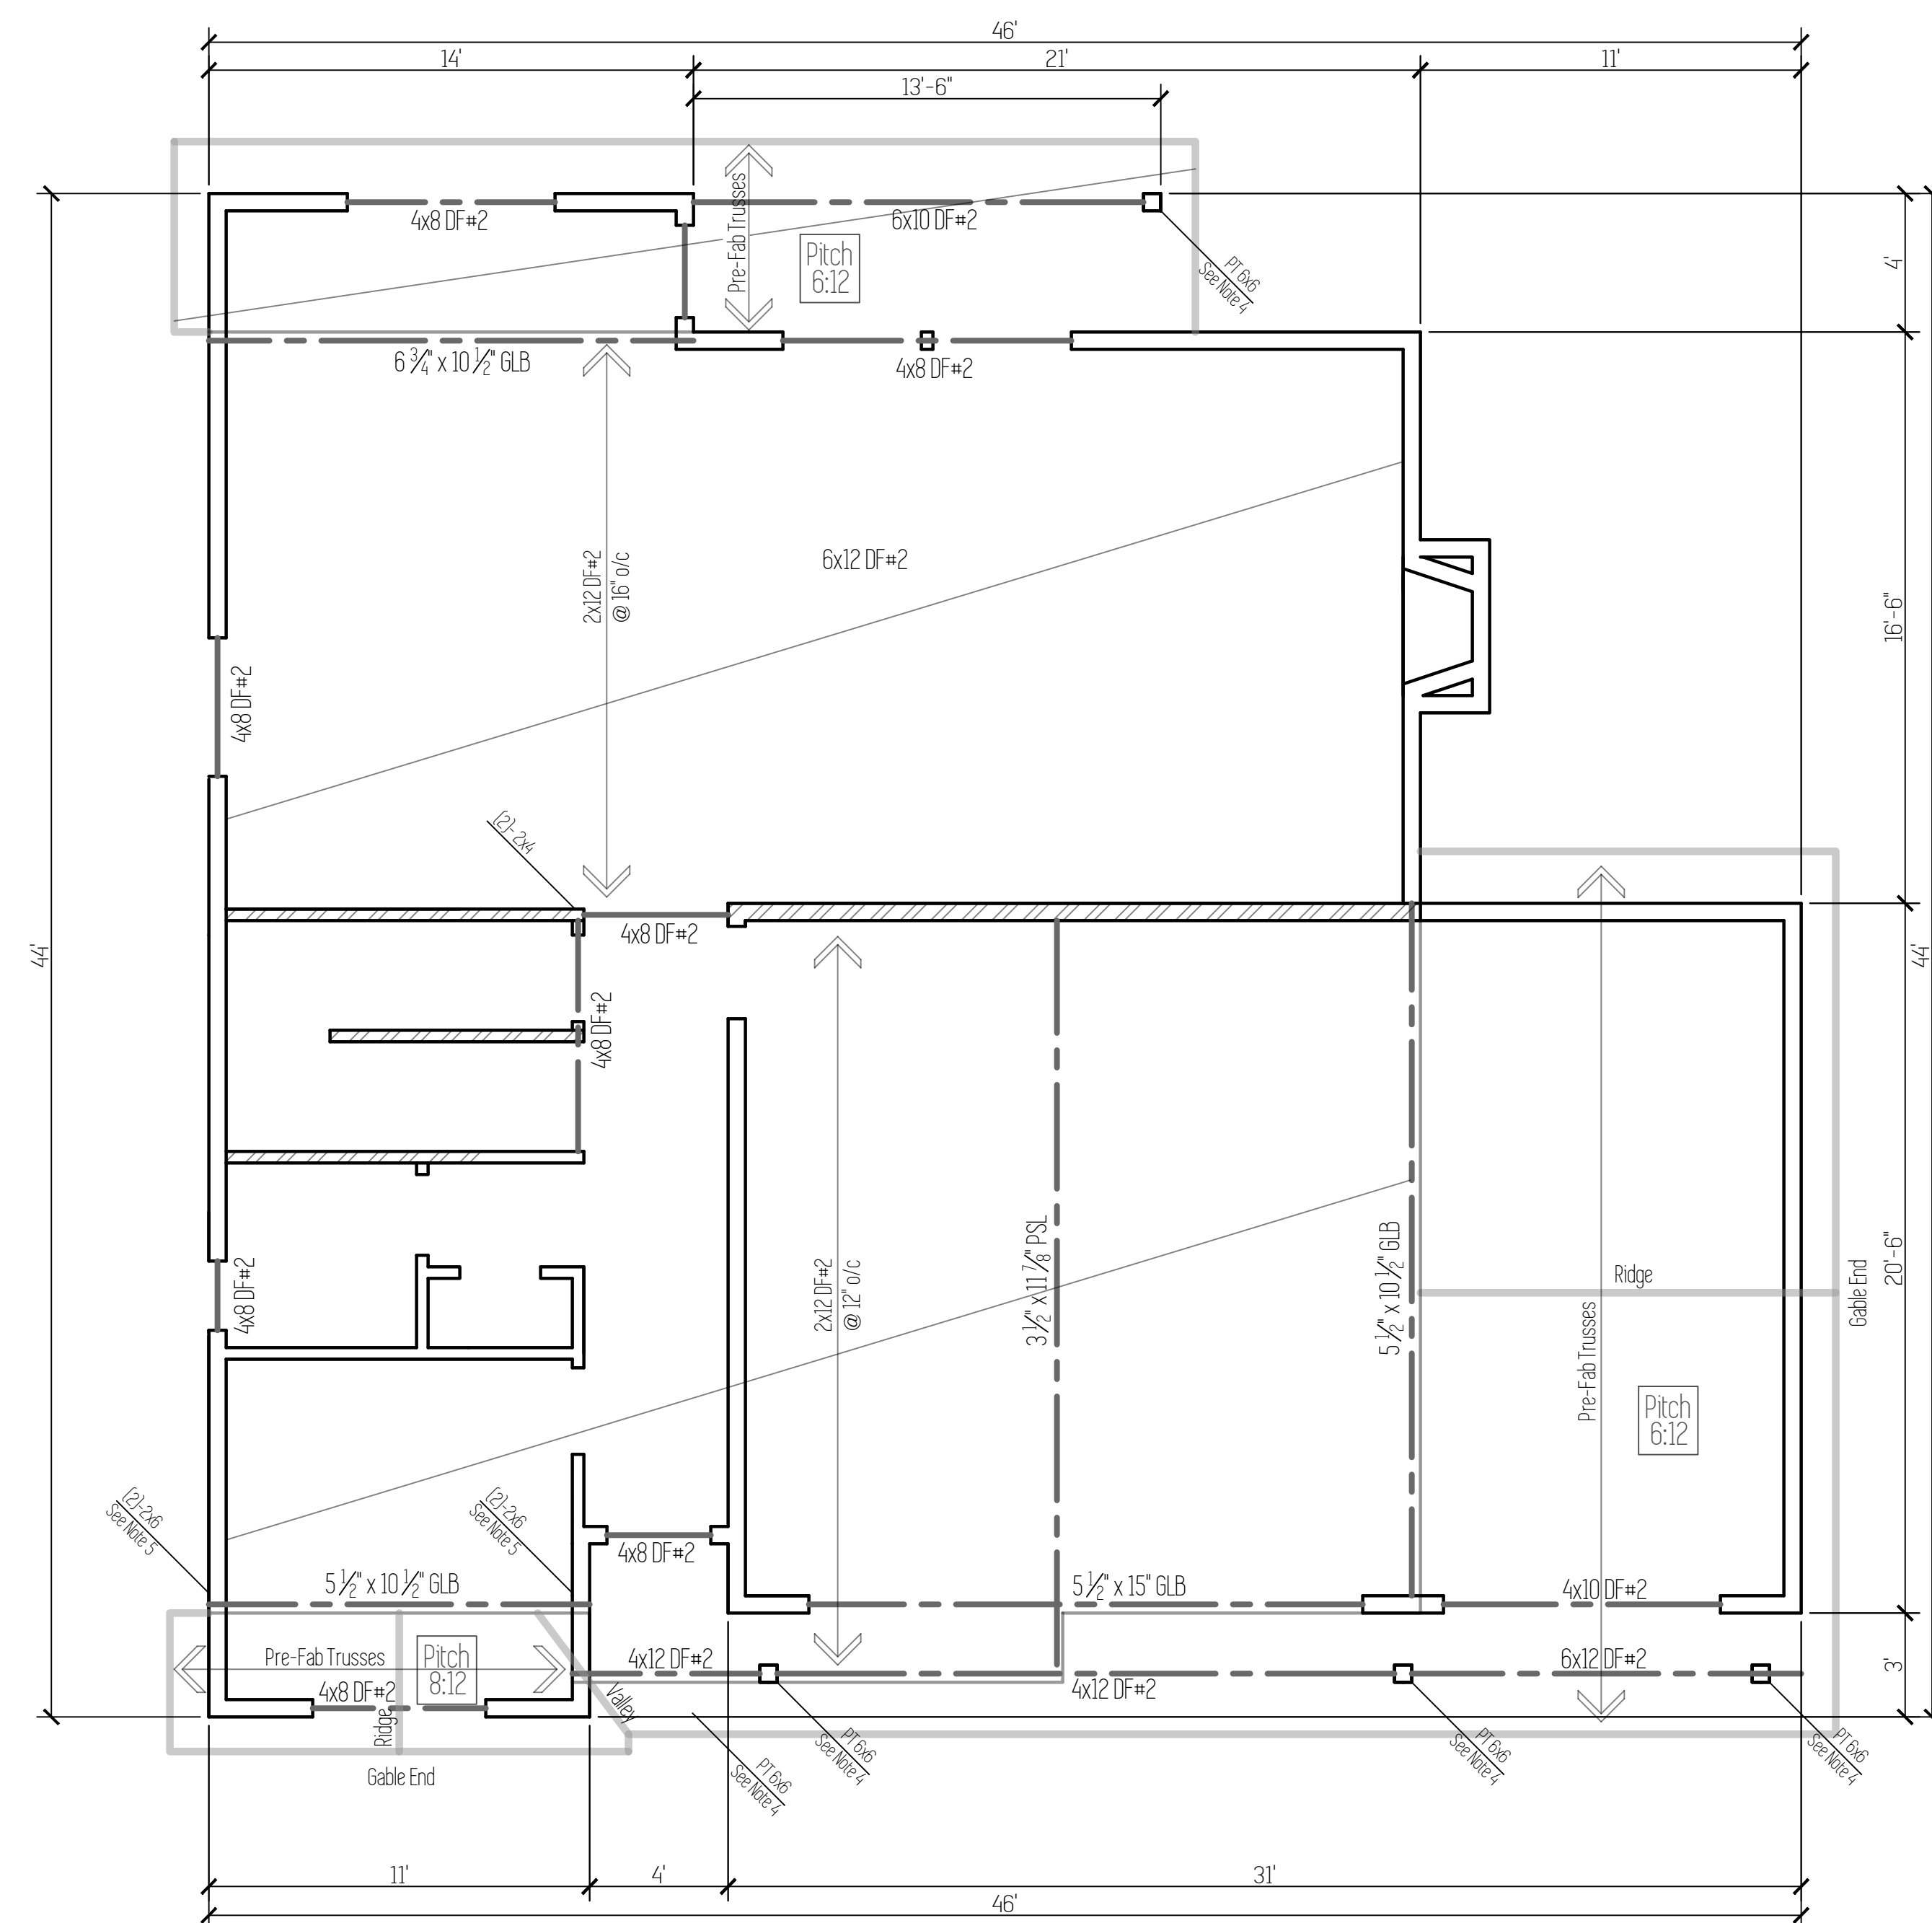 46'
14'
21'
11'
13'-6"
4x8 DF#2
Pre-Fab Trusses
Pitch
6:12
6x10 DF#2
PT 6x6
See Note 4
4'
6 3/4" x 10 1/2" GLB
4x8 DF#2
2x12 DF#2
@ 16" o/c
6x12 DF#2
16'-6"
4x8 DF#2
(2)-2x4
4x8 DF#2
44'
44'
4x8 DF#2
2x12 DF#2
@ 12" o/c
3 1/2" x 11 7/8" PSL
5 1/2" x 10 1/2" GLB
Ridge
Gable End
20'-6"
4x8 DF#2
Pre-Fab Trusses
Pitch
6:12
(2)-2x6
See Note 5
(2)-2x6
See Note 5
4x8 DF#2
5 1/2" x 10 1/2" GLB
5 1/2" x 15" GLB
4x10 DF#2
Pre-Fab Trusses
Pitch
8:12
4x12 DF#2
6x12 DF#2
3'
4x8 DF#2
Ridge
Valley
4x12 DF#2
Gable End
PT 6x6
See Note 4
PT 6x6
See Note 4
PT 6x6
See Note 4
PT 6x6
See Note 4
11'
4'
31'
46'